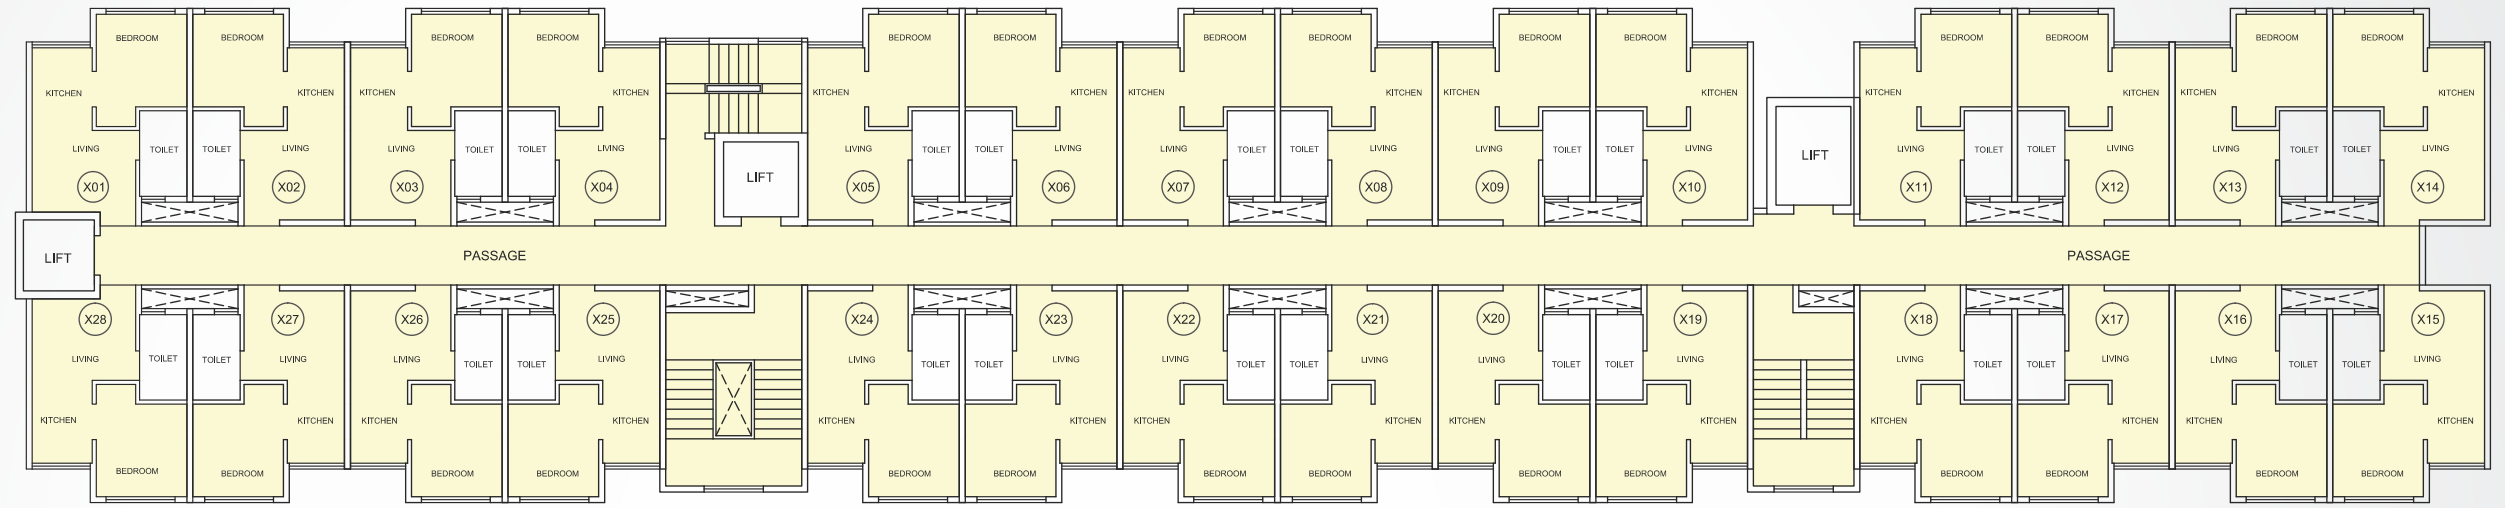 BEDROOM BEDROOM BEDROOM BEDROOM BEDROOM BEDROOM BEDROOM BEDROOM BEDROOM BEDROOM BEDROOM BEDROOM BEDROOM BEDROOM
KITCHEN KITCHEN KITCHEN KITCHEN KITCHEN KITCHEN KITCHEN KITCHEN KITCHEN KITCHEN KITCHEN KITCHEN KITCHEN KITCHEN
LIVING TOILET TOILET LIVING LIVING TOILET TOILET LIVING LIVING TOILET TOILET LIVING LIVING TOILET TOILET LIVING LIVING TOILET TOILET LIVING LIFT LIVING TOILET TOILET LIVING LIVING TOILET TOILET LIVING
X01 X02 X03 X04 LIFT X05 X06 X07 X08 X09 X10 X11 X12 X13 X14
LIFT PASSAGE PASSAGE
X28 X27 X26 X25 X24 X23 X22 X21 X20 X19 X18 X17 X16 X15
LIVING TOILET TOILET LIVING LIVING TOILET TOILET LIVING LIVING TOILET TOILET LIVING LIVING TOILET TOILET LIVING LIVING TOILET TOILET LIVING LIVING TOILET TOILET LIVING LIVING TOILET TOILET LIVING
KITCHEN KITCHEN KITCHEN KITCHEN KITCHEN KITCHEN KITCHEN KITCHEN KITCHEN KITCHEN KITCHEN KITCHEN KITCHEN KITCHEN
BEDROOM BEDROOM BEDROOM BEDROOM BEDROOM BEDROOM BEDROOM BEDROOM BEDROOM BEDROOM BEDROOM BEDROOM BEDROOM BEDROOM